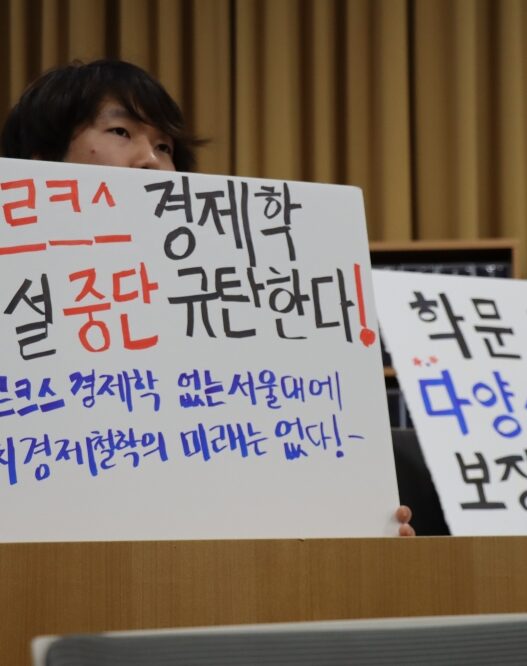 르크스 경제학
설 중단 규탄한다!
르크스 경제학 없는 서울대에
치경제철학의 미래는 없다!~
학문
다양
보장